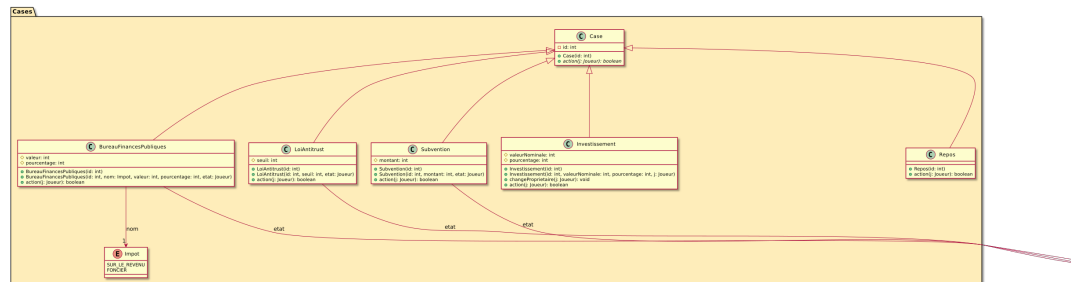 Cases
C Case
id: int
Case(id: int)
action(j: Joueur): boolean
C BureauFinancesPubliques
valeur: int
pourcentage: int
BureauFinancesPubliques(id: int)
BureauFinancesPubliques(id: int, nom: Impot, valeur: int, pourcentage: int, etat: Joueur)
action(j: Joueur): boolean
C LoiAntitrust
seuil: int
LoiAntitrust(id: int)
LoiAntitrust(id: int, seuil: int, etat: Joueur)
action(j: Joueur): boolean
C Subvention
montant: int
Subvention(id: int)
Subvention(id: int, montant: int, etat: Joueur)
action(j: Joueur): boolean
C Investissement
valeurNominale: int
pourcentage: int
Investissement(id: int)
Investissement(id: int, valeurNominale: int, pourcentage: int, j: Joueur)
changeProprietaire(j: Joueur): void
action(j: Joueur): boolean
C Repos
Repos(id: int)
action(j: Joueur): boolean
nom
etat
etat
etat
1
E Impot
SUR_LE_REVENU
FONCIER